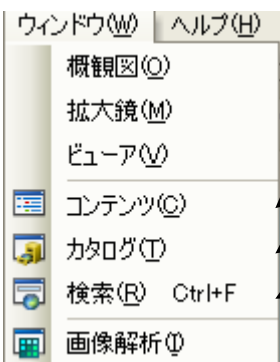 ウィンドウ(W) ヘルプ(H)
概観図(O)
拡大鏡(M)
ビューア(V)
コンテンツ(C)
カタログ(T)
検索(R) Ctrl+F
画像解析(I)